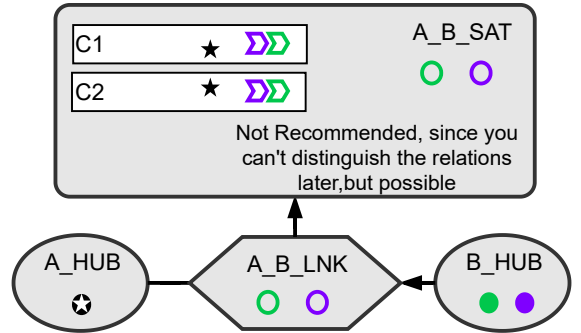 C1
A_B_SAT
C2
Not Recommended, since you
can't distinguish the relations
later,but possible
A_HUB
A_B_LNK
B_HUB